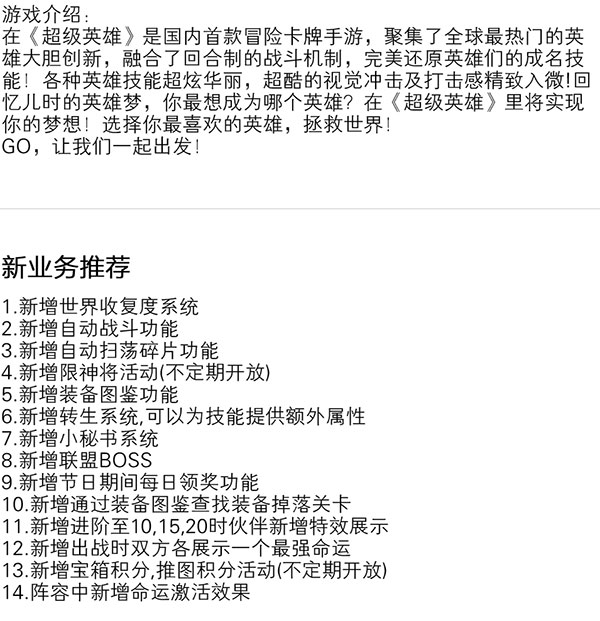 游戏介绍:
在《超级英雄》是国内首款冒险卡牌手游，聚集了全球最热门的英
雄大胆创新，融合了回合制的战斗机制，完美还原英雄们的成名技
能！各种英雄技能超炫华丽，超酷的视觉冲击及打击感精致入微!回
忆儿时的英雄梦，你最想成为哪个英雄？在《超级英雄》里将实现
你的梦想！选择你最喜欢的英雄，拯救世界！
GO，让我们一起出发！
新业务推荐
1.新增世界收复度系统
2.新增自动战斗功能
3.新增自动扫荡碎片功能
4.新增限神将活动(不定期开放)
5.新增装备图鉴功能
6.新增转生系统,可以为技能提供额外属性
7.新增小秘书系统
8.新增联盟BOSS
9.新增节日期间每日领奖功能
10.新增通过装备图鉴查找装备掉落关卡
11.新增进阶至10,15,20时伙伴新增特效展示
12.新增出战时双方各展示一个最强命运
13.新增宝箱积分,推图积分活动(不定期开放)
14.阵容中新增命运激活效果